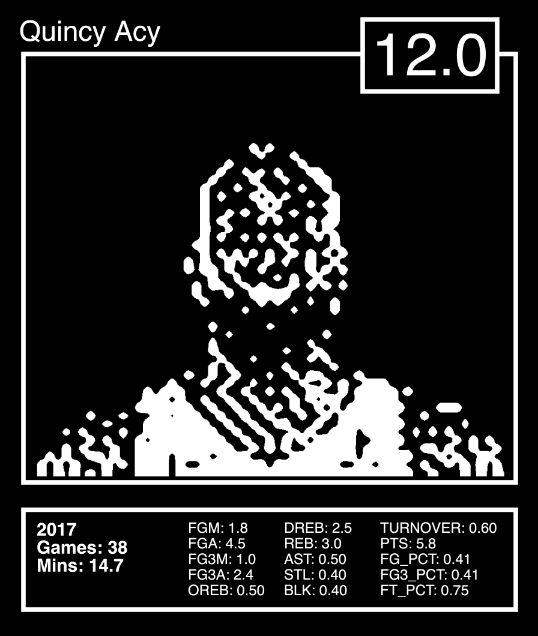 Quincy Acy
12.0
2017
Games: 38
Mins: 14.7
FGM: 1.8
FGA: 4.5
FG3M: 1.0
FG3A: 2.4
OREB: 0.50
DREB: 2.5
REB: 3.0
AST: 0.50
STL: 0.40
BLK: 0.40
TURNOVER: 0.60
PTS: 5.8
FG_PCT: 0.41
FG3_PCT: 0.41
FT_PCT: 0.75